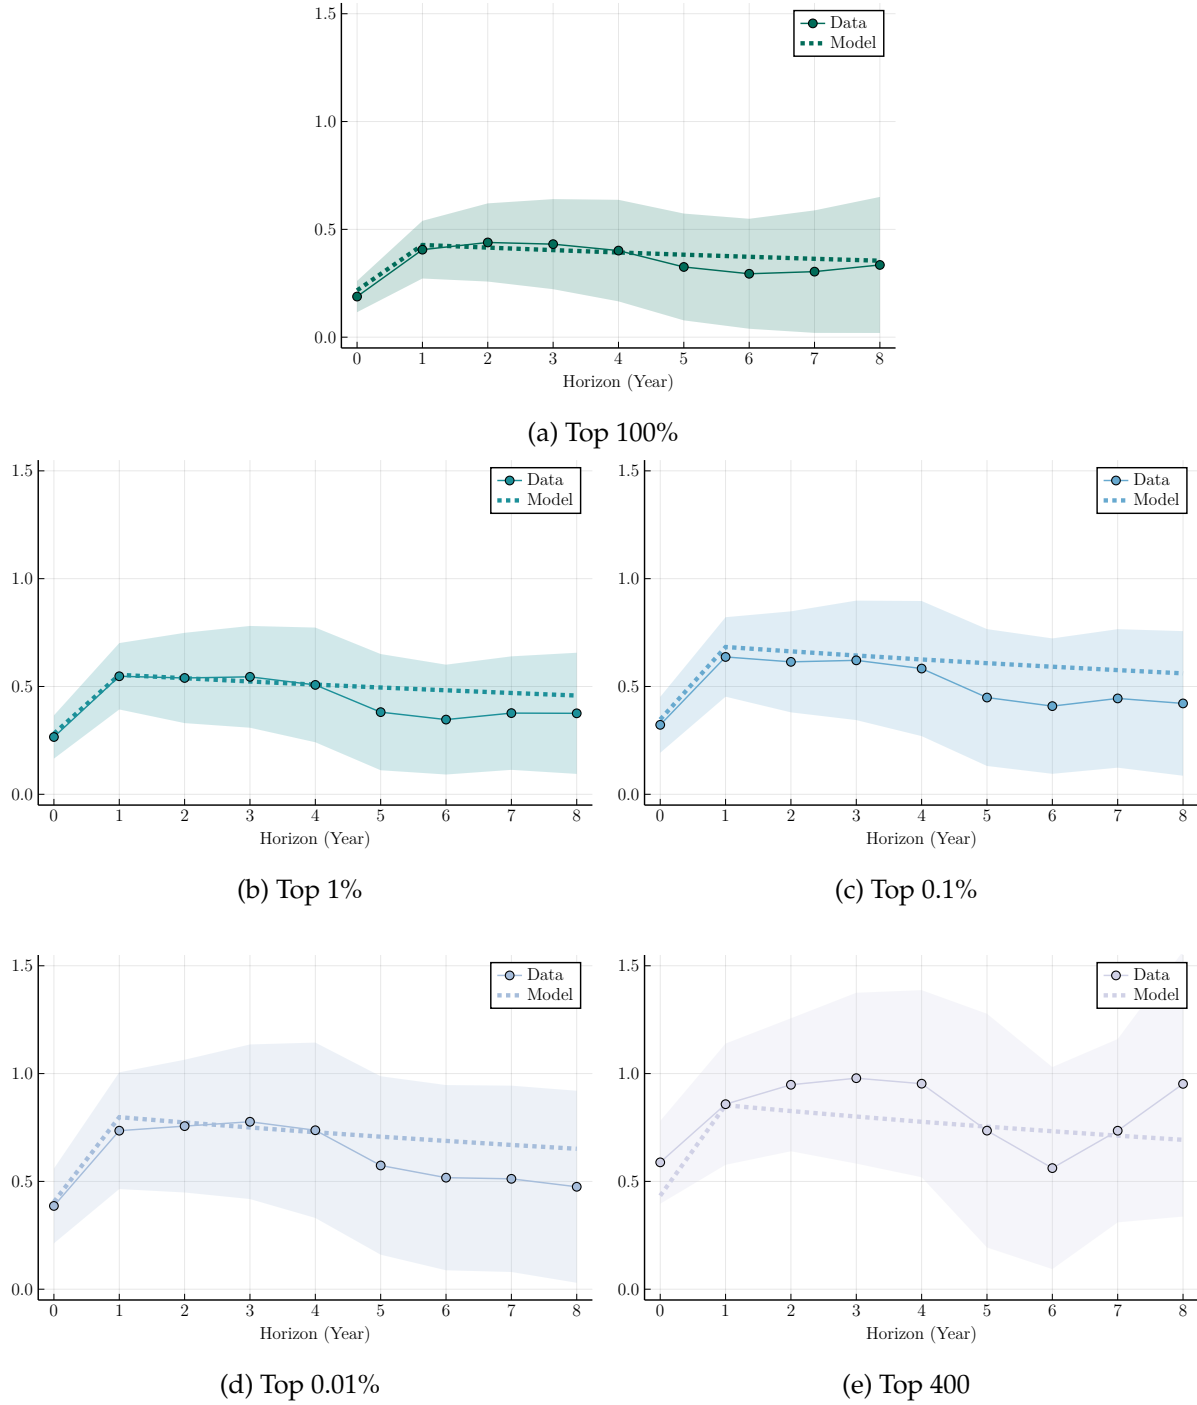 1.5
1.0
0.5
0.0
Data
Model
0 1 2 3 4 5 6 7 8
Horizon (Year)
(a) Top 100%
1.5
1.0
0.5
0.0
Data
Model
0 1 2 3 4 5 6 7 8
Horizon (Year)
(b) Top 1%
1.5
1.0
0.5
0.0
Data
Model
0 1 2 3 4 5 6 7 8
Horizon (Year)
(c) Top 0.1%
1.5
1.0
0.5
0.0
Data
Model
0 1 2 3 4 5 6 7 8
Horizon (Year)
(d) Top 0.01%
1.5
1.0
0.5
0.0
Data
Model
0 1 2 3 4 5 6 7 8
Horizon (Year)
(e) Top 400